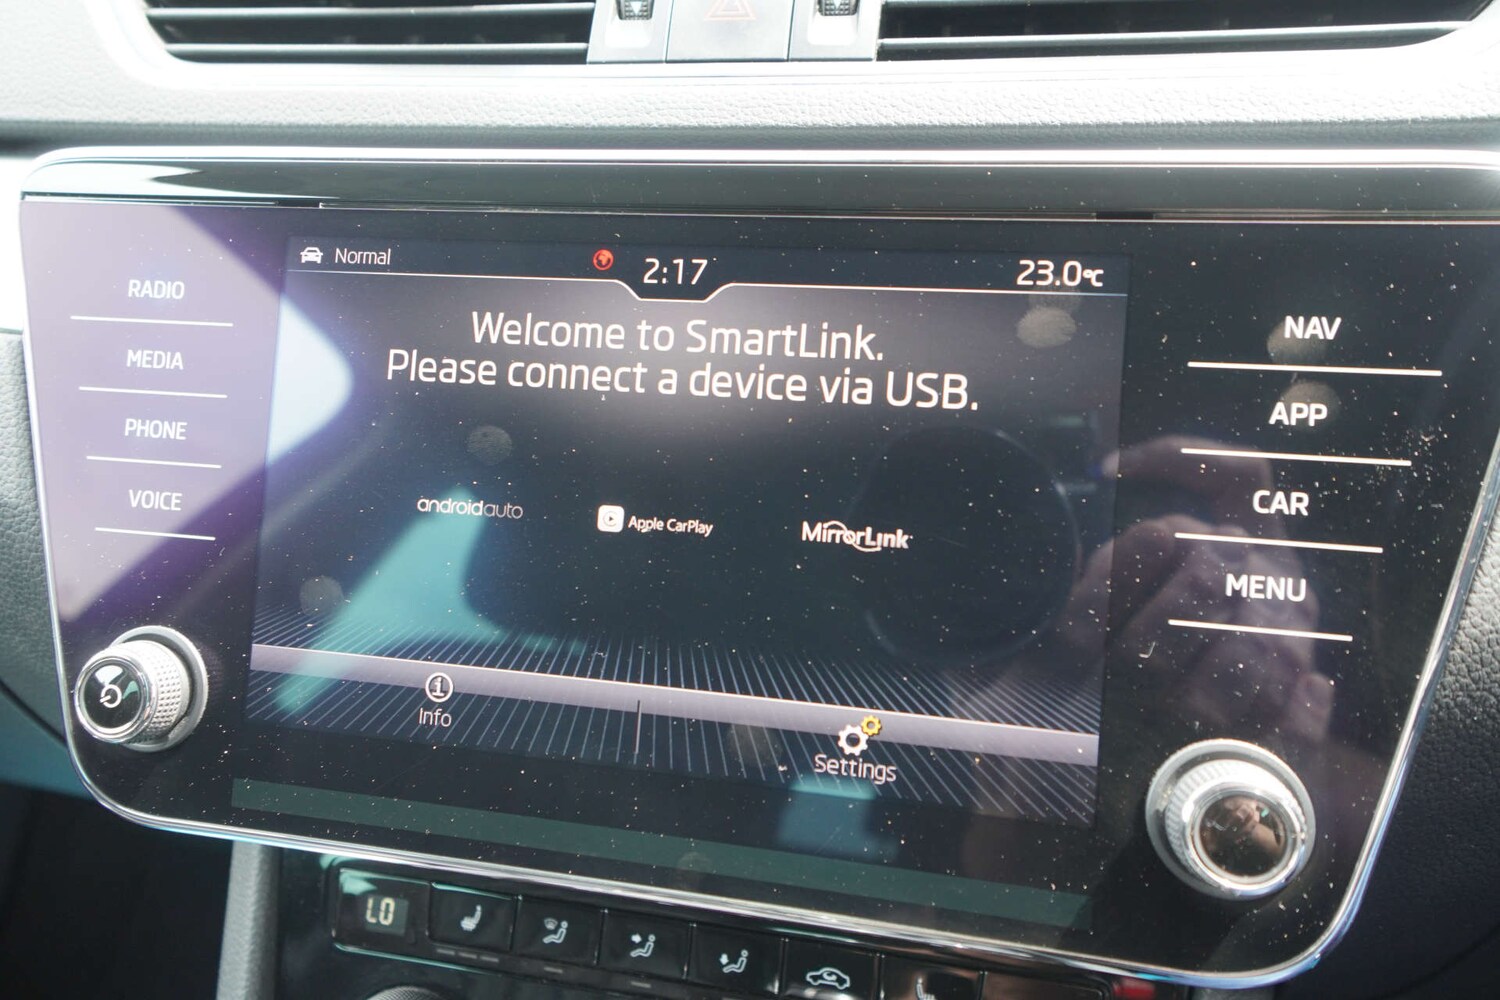 Normal
2:17
23.0°C
Welcome to SmartLink.
Please connect a device via USB.
androidauto
Apple CarPlay
MirrorLink
Info
Settings
RADIO
MEDIA
PHONE
VOICE
NAV
APP
CAR
MENU
LO